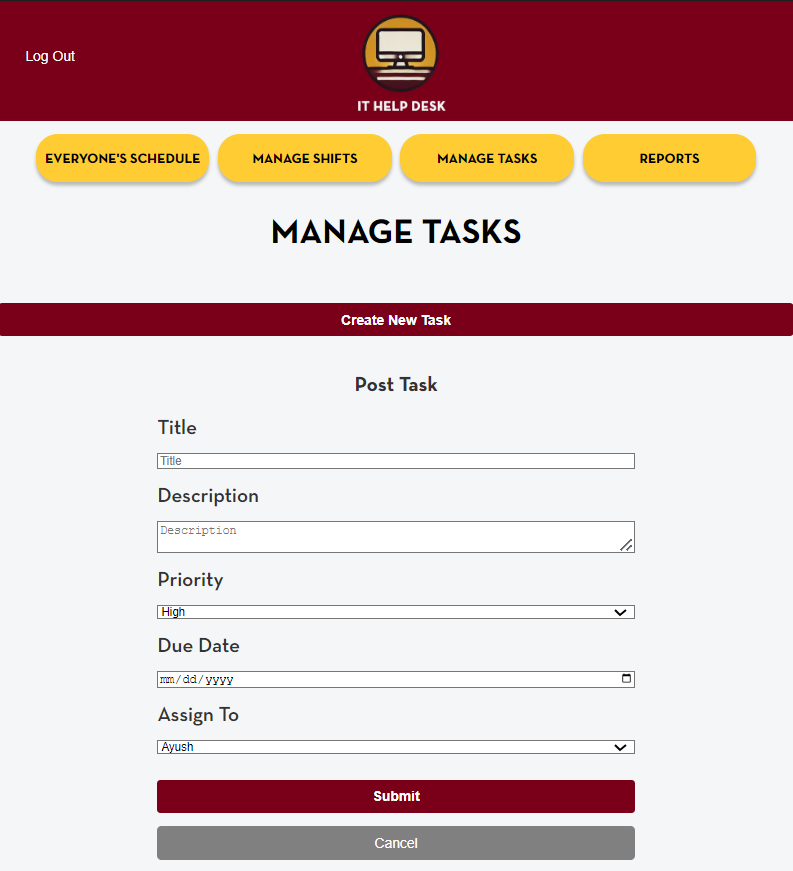 Log Out
IT HELP DESK
EVERYONE'S SCHEDULE
MANAGE SHIFTS
MANAGE TASKS
REPORTS
MANAGE TASKS
Create New Task
Post Task
Title
Title
Description
Description
Priority
High
Due Date
mm/dd/yyyy
Assign To
Ayush
Submit
Cancel